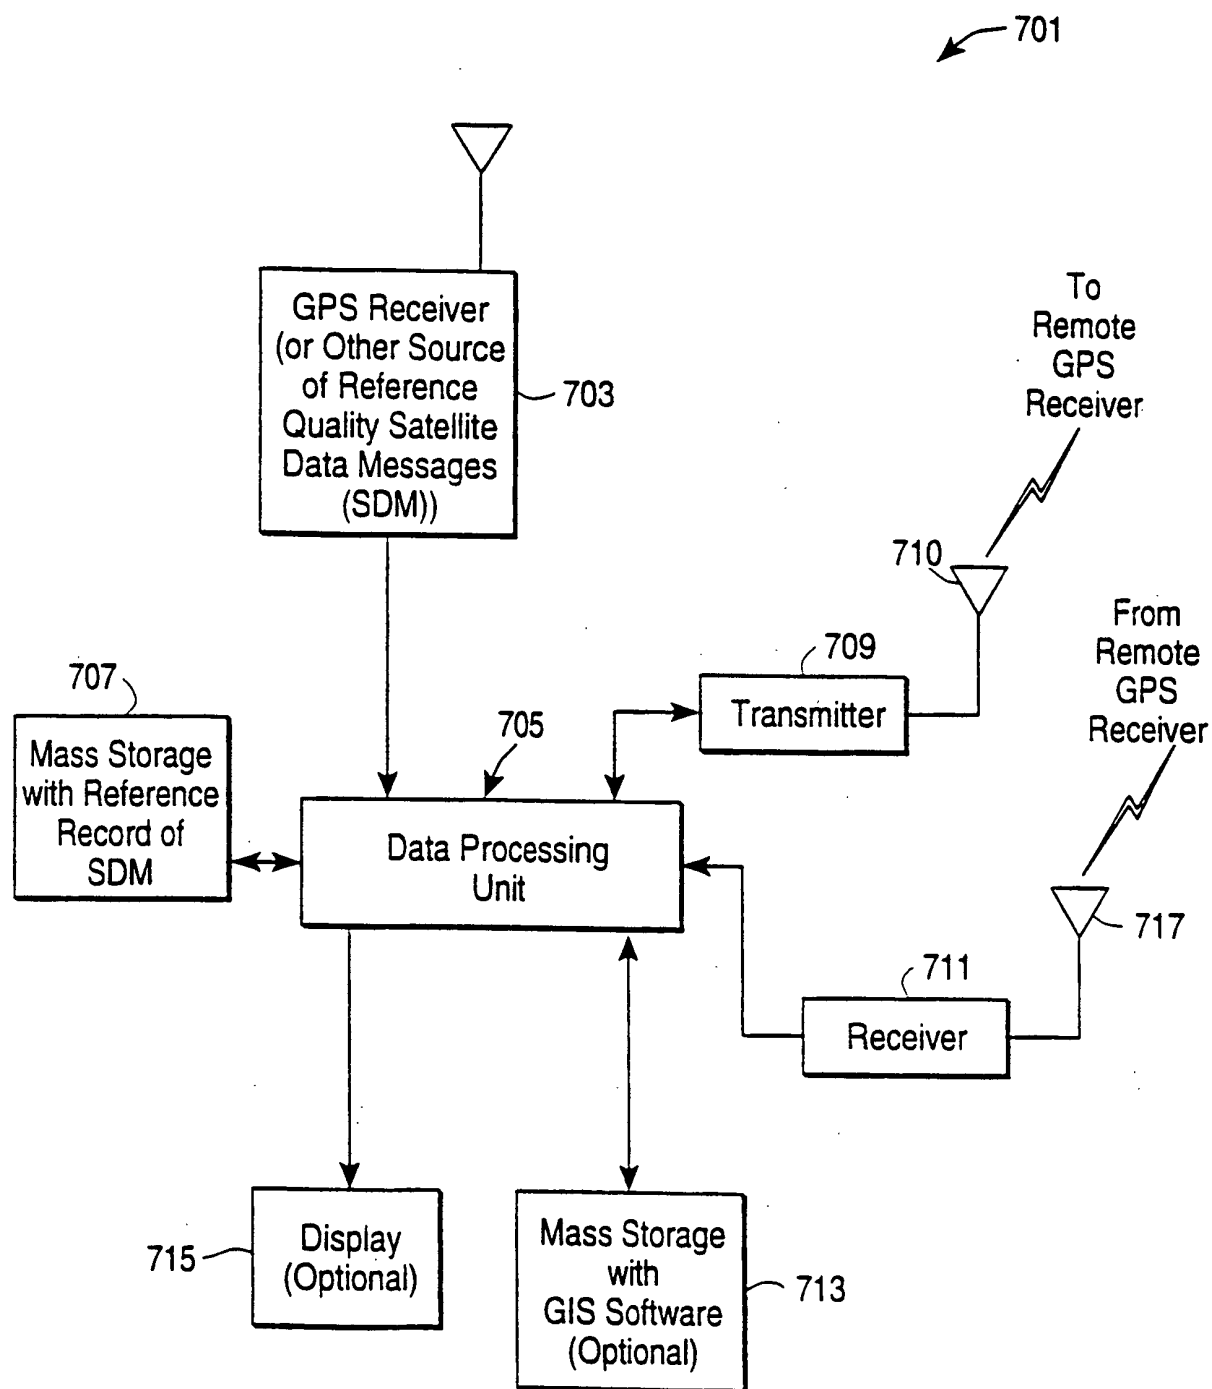 701
GPS Receiver
(or Other Source
of Reference
Quality Satellite
Data Messages
(SDM))
703
To
Remote
GPS
Receiver
710
From
Remote
GPS
Receiver
709
Transmitter
707
Mass Storage
with Reference
Record of
SDM
705
Data Processing
Unit
717
711
Receiver
715
Display
(Optional)
Mass Storage
with
GIS Software
(Optional)
713